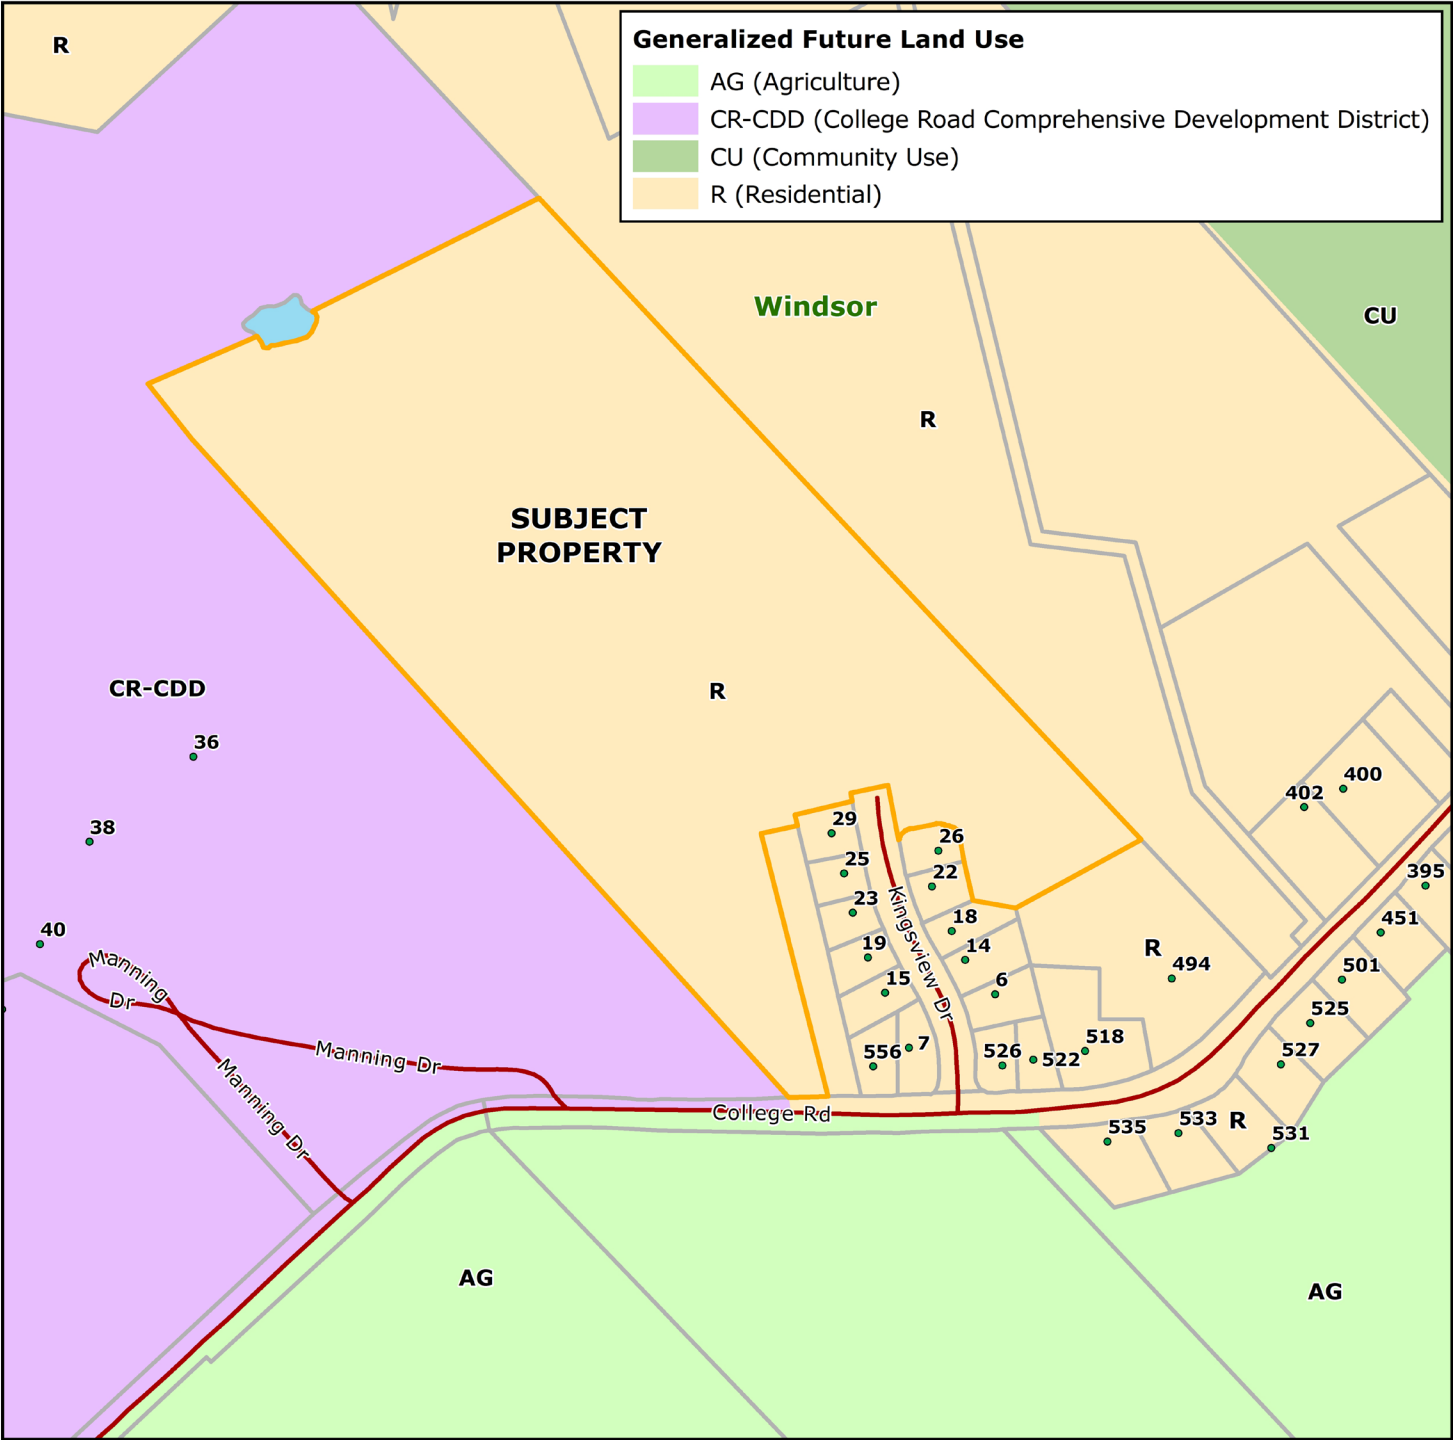 R
Generalized Future Land Use
AG (Agriculture)
CR-CDD (College Road Comprehensive Development District)
CU (Community Use)
R (Residential)
Windsor
CU
R
SUBJECT
PROPERTY
CR-CDD
R
36
38
40
400
402
29
26
25
22
23
18
19
14
15
6
7
556
526
522
518
494
R
395
451
501
525
527
531
533
535
R
Kingsview Dr
Manning
Dr
Manning Dr
Manning Dr
College Rd
AG
AG